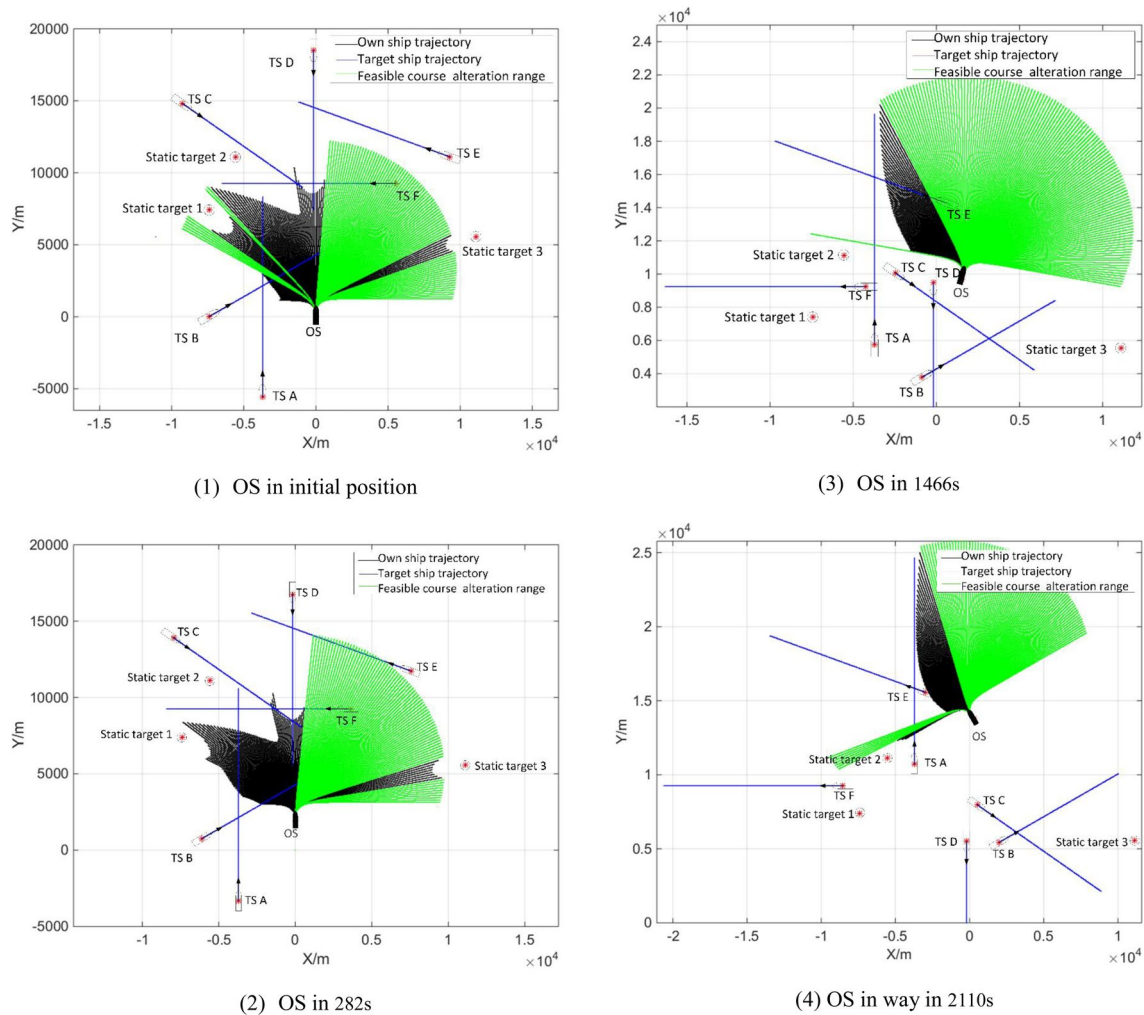 20000
15000
10000
5000
0
-5000
Y/m
-1.5
-1
-0.5
0
0.5
1
1.5
X/m
×10⁴
Own ship trajectory
Target ship trajectory
Feasible course alteration range
TS D
TS C
TS E
Static target 2
TS F
Static target 1
Static target 3
TS B
OS
TS A
(1) OS in initial position
×10⁴
2.4
2.2
2
1.8
1.6
1.4
1.2
1
0.8
0.6
0.4
Y/m
-1.5
-1
-0.5
0
0.5
1
X/m
×10⁴
Own ship trajectory
Target ship trajectory
Feasible course alteration range
TS E
Static target 2
TS C
TS D
OS
TS F
Static target 1
TS A
Static target 3
TS B
(3) OS in 1466s
20000
15000
10000
5000
0
-5000
Y/m
-1
-0.5
0
0.5
1
1.5
X/m
×10⁴
Own ship trajectory
Target ship trajectory
Feasible course alteration range
TS D
TS C
TS E
Static target 2
TS F
Static target 1
Static target 3
OS
TS B
TS A
(2) OS in 282s
×10⁴
2.5
2
1.5
1
0.5
0
Y/m
-2
-1.5
-1
-0.5
0
0.5
1
X/m
×10⁴
Own ship trajectory
Target ship trajectory
Feasible course alteration range
TS E
OS
Static target 2
TS A
TS F
TS C
Static target 1
TS D
TS B
Static target 3
(4) OS in way in 2110s